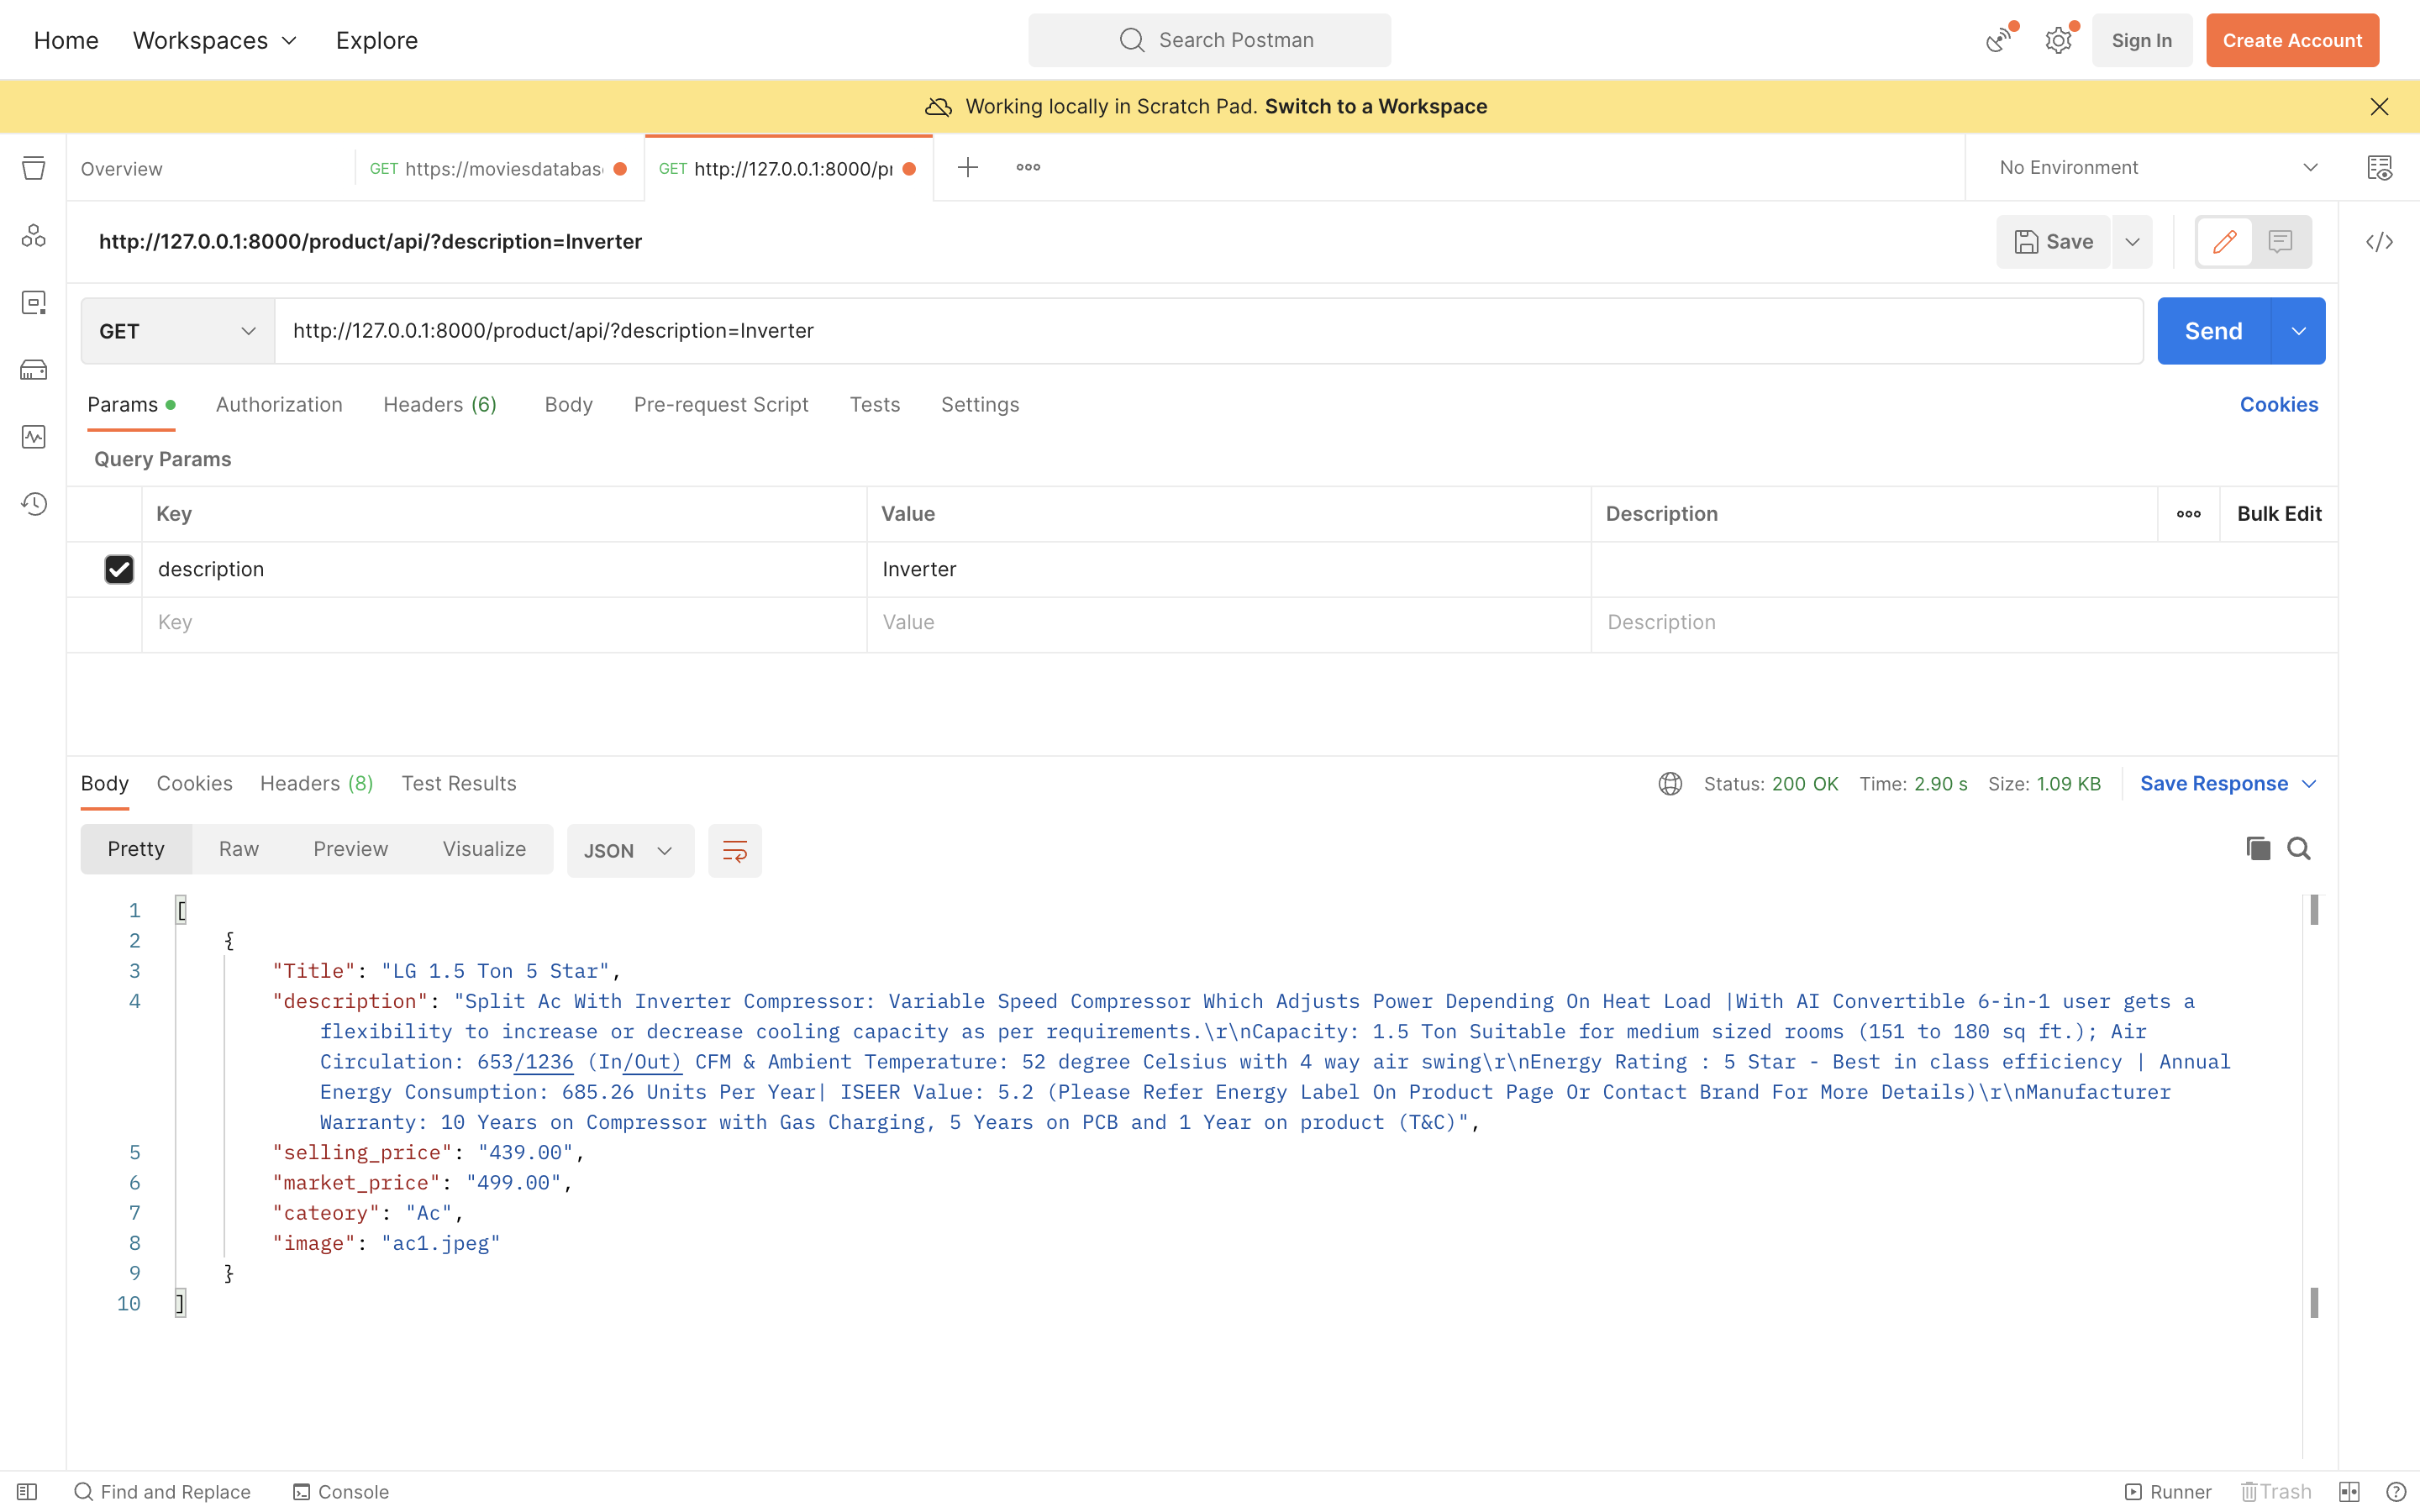 Home Workspaces Explore Search Postman Sign In Create Account
Working locally in Scratch Pad. Switch to a Workspace
Overview GET https://moviesdatabas GET http://127.0.0.1:8000/pr No Environment
http://127.0.0.1:8000/product/api/?description=Inverter Save
GET http://127.0.0.1:8000/product/api/?description=Inverter Send
Params Authorization Headers (6) Body Pre-request Script Tests Settings Cookies
Query Params
Key Value Description Bulk Edit
description Inverter
Key Value Description
Body Cookies Headers (8) Test Results Status: 200 OK Time: 2.90 s Size: 1.09 KB Save Response
Pretty Raw Preview Visualize JSON
1 [
2 {
3 "Title": "LG 1.5 Ton 5 Star",
4 "description": "Split Ac With Inverter Compressor: Variable Speed Compressor Which Adjusts Power Depending On Heat Load |With AI Convertible 6-in-1 user gets a
flexibility to increase or decrease cooling capacity as per requirements.\r\nCapacity: 1.5 Ton Suitable for medium sized rooms (151 to 180 sq ft.); Air
Circulation: 653/1236 (In/Out) CFM & Ambient Temperature: 52 degree Celsius with 4 way air swing\r\nEnergy Rating : 5 Star - Best in class efficiency | Annual
Energy Consumption: 685.26 Units Per Year| ISEER Value: 5.2 (Please Refer Energy Label On Product Page Or Contact Brand For More Details)\r\nManufacturer
Warranty: 10 Years on Compressor with Gas Charging, 5 Years on PCB and 1 Year on product (T&C)",
5 "selling_price": "439.00",
6 "market_price": "499.00",
7 "cateory": "Ac",
8 "image": "ac1.jpeg"
9 }
10 ]
Find and Replace Console Runner Trash